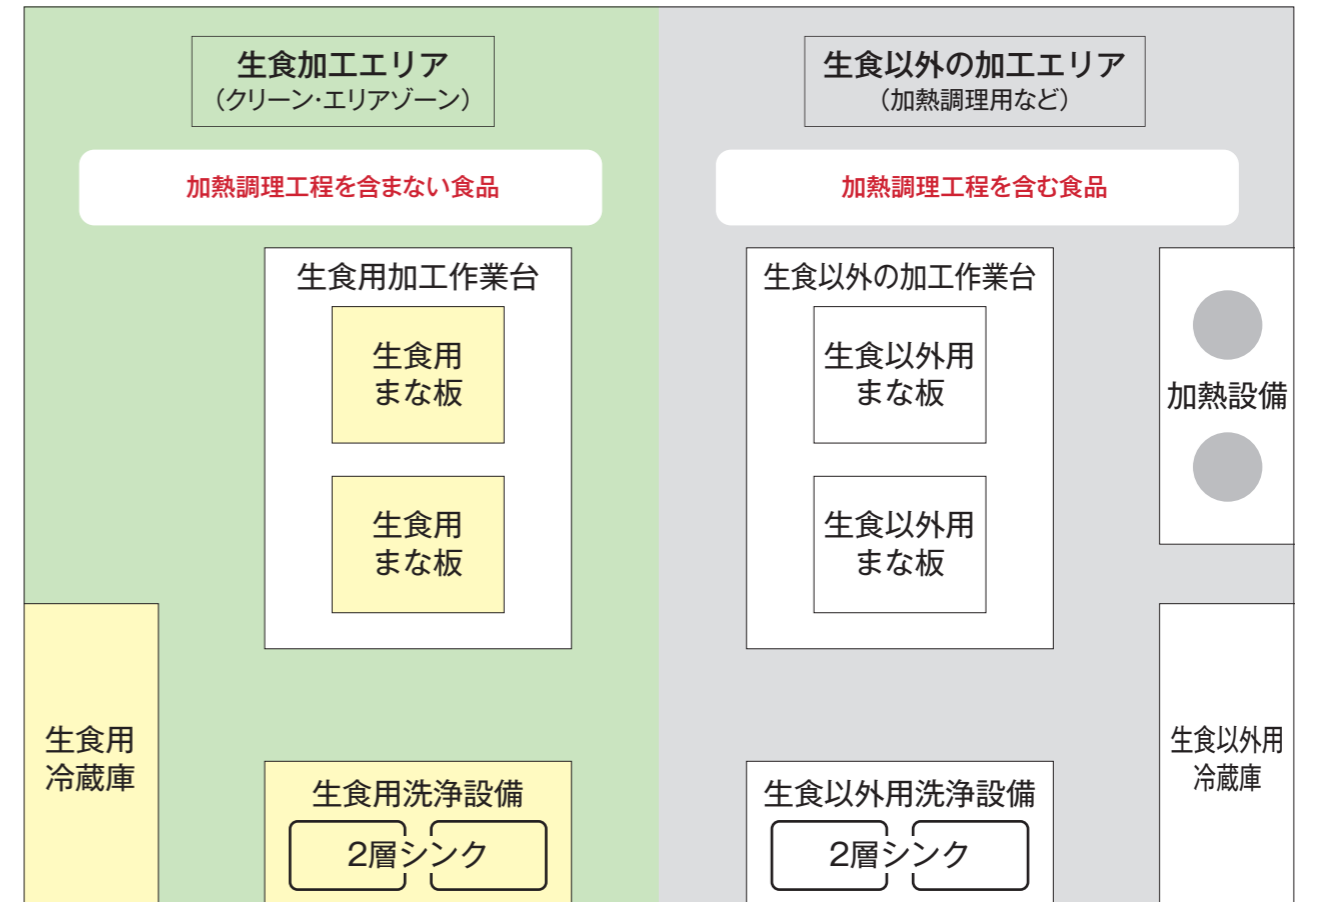 生食加工エリア
（クリーン・エリアゾーン）
加熱調理工程を含まない食品
生食用加工作業台
生食用
まな板
生食用
まな板
生食用
冷蔵庫
生食用洗浄設備
2層シンク
生食以外の加工エリア
（加熱調理用など）
加熱調理工程を含む食品
生食以外の加工作業台
生食以外用
まな板
生食以外用
まな板
加熱設備
生食以外用洗浄設備
2層シンク
生食以外用
冷蔵庫